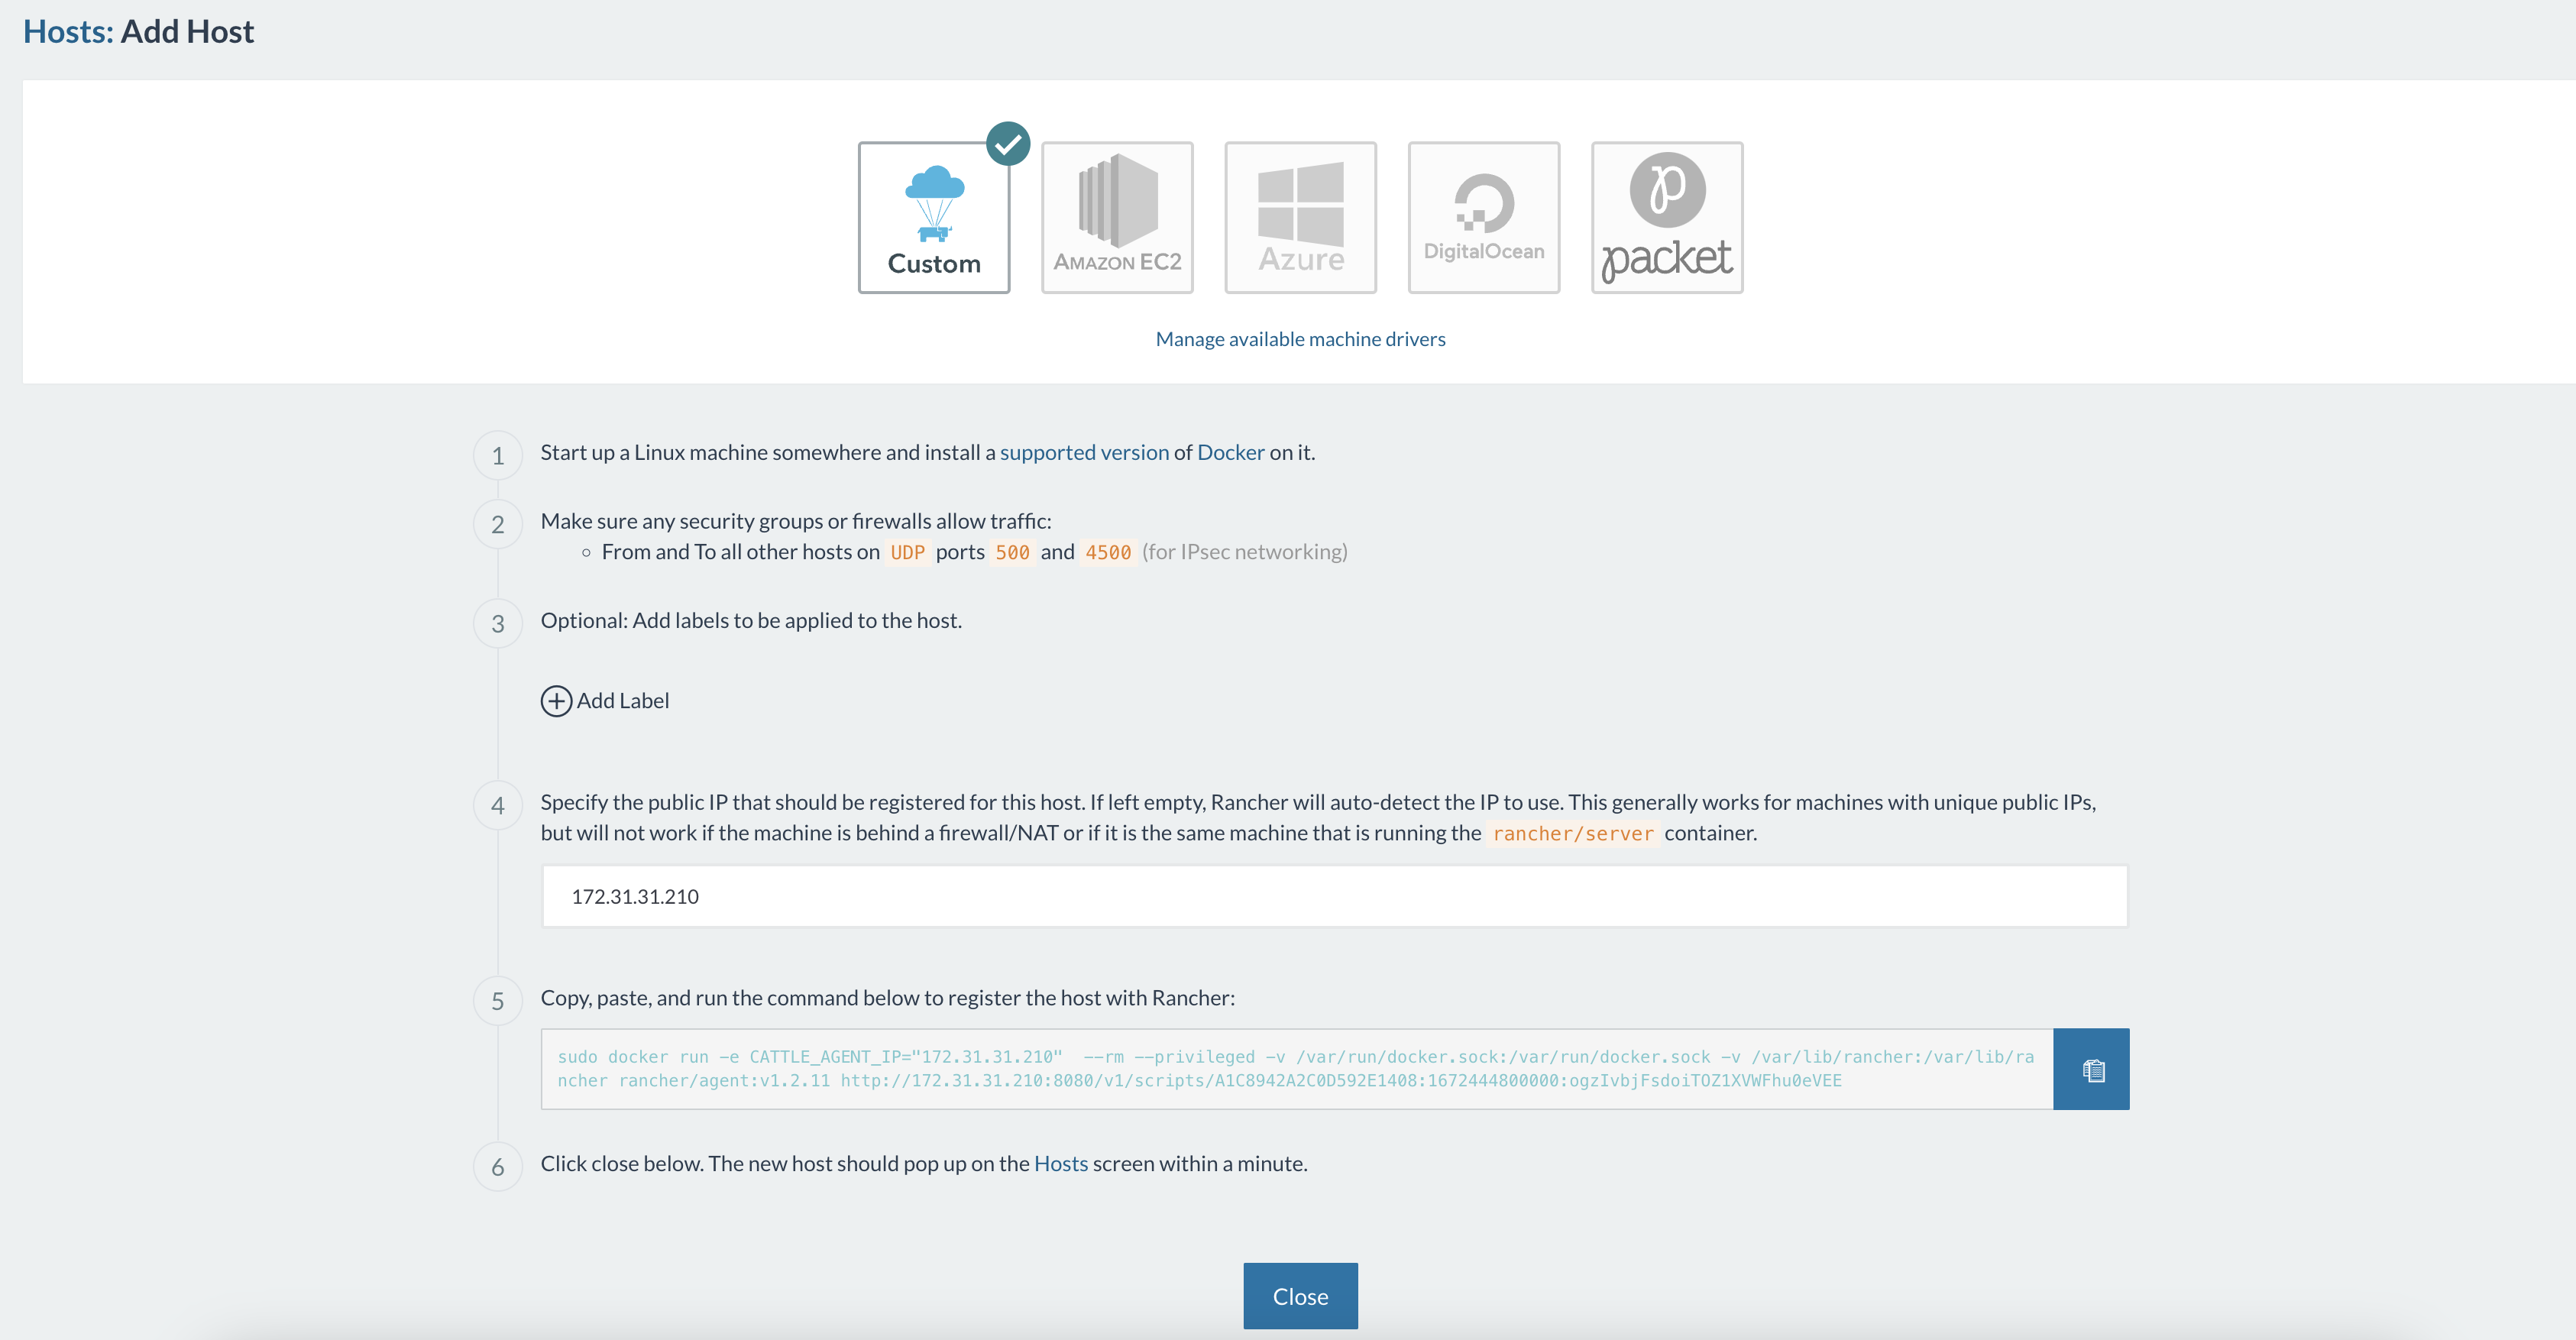 Hosts: Add Host
Custom
AMAZON EC2
Azure
DigitalOcean
packet
Manage available machine drivers
1
Start up a Linux machine somewhere and install a supported version of Docker on it.
2
Make sure any security groups or firewalls allow traffic:
From and To all other hosts on UDP ports 500 and 4500 (for IPsec networking)
3
Optional: Add labels to be applied to the host.
Add Label
4
Specify the public IP that should be registered for this host. If left empty, Rancher will auto-detect the IP to use. This generally works for machines with unique public IPs,
but will not work if the machine is behind a firewall/NAT or if it is the same machine that is running the rancher/server container.
172.31.31.210
5
Copy, paste, and run the command below to register the host with Rancher:
sudo docker run -e CATTLE_AGENT_IP="172.31.31.210"  --rm --privileged -v /var/run/docker.sock:/var/run/docker.sock -v /var/lib/rancher:/var/lib/ra
ncher rancher/agent:v1.2.11 http://172.31.31.210:8080/v1/scripts/A1C8942A2C0D592E1408:1672444800000:ogzIvbjFsdoiTOZ1XVWFhu0eVEE
6
Click close below. The new host should pop up on the Hosts screen within a minute.
Close